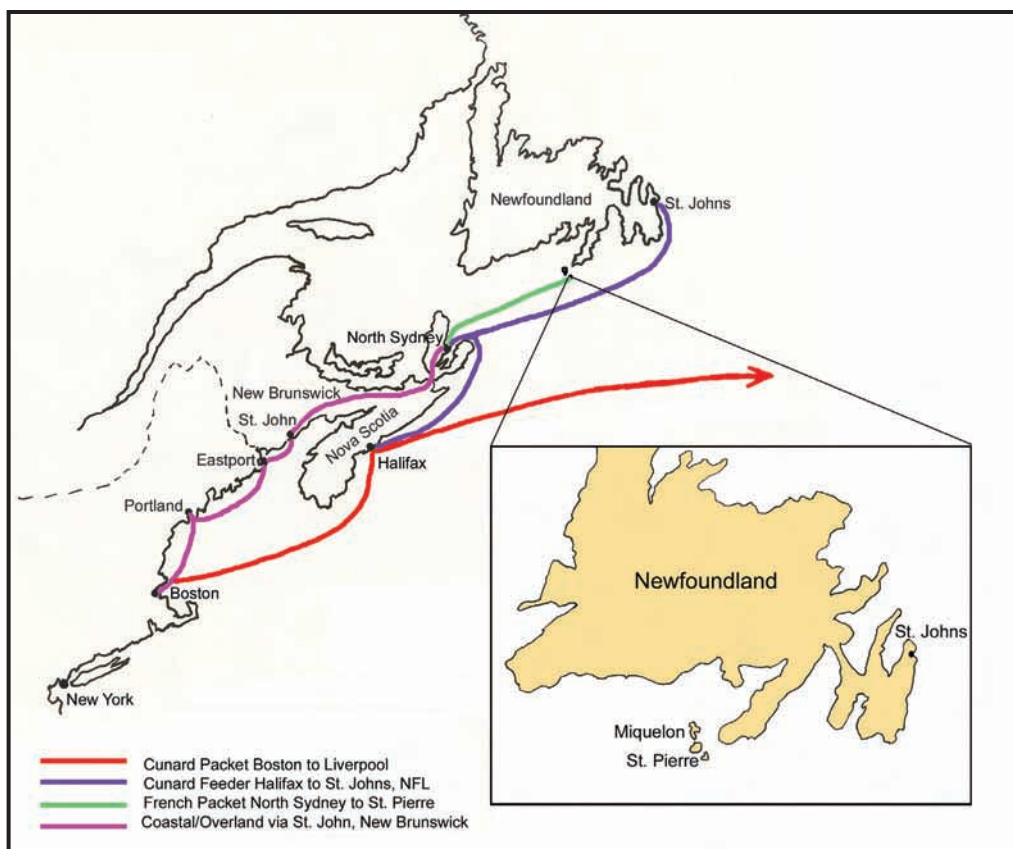 Newfoundland
St. Johns
North Sydney
New Brunswick
St. John
Nova Scotia
Eastport
Halifax
Portland
Boston
New York
Newfoundland
St. Johns
Miquelon
St. Pierre
Cunard Packet Boston to Liverpool
Cunard Feeder Halifax to St. Johns, NFL
French Packet North Sydney to St. Pierre
Coastal/Overland via St. John, New Brunswick